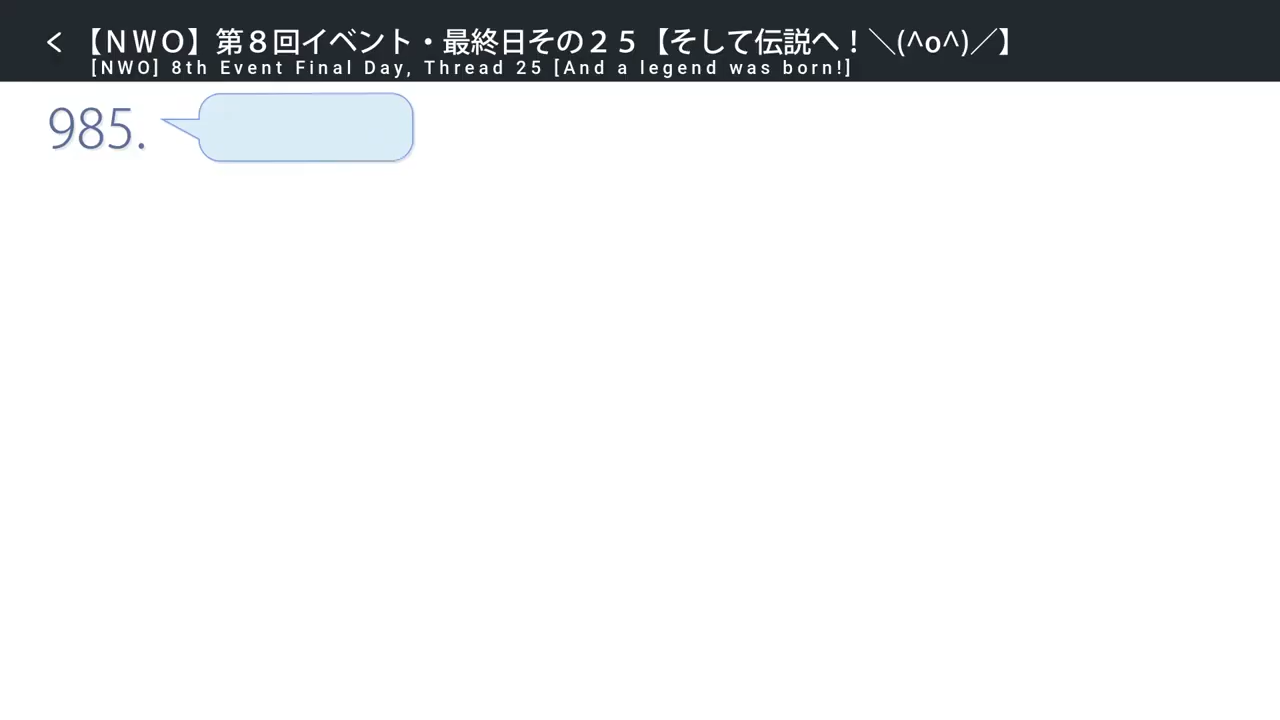 < 【ＮＷＯ】第８回イベント・最終日その２５【そして伝説へ！＼(^o^)／】
[NWO] 8th Event Final Day, Thread 25 [And a legend was born!]
985.